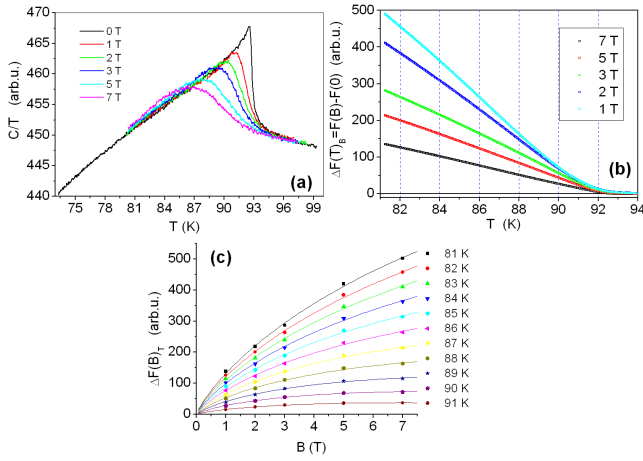 (a)
0 T
1 T
2 T
3 T
5 T
7 T
C/T (arb.u.)
470
465
460
455
450
445
440
75 78 81 84 87 90 93 96 99
T (K)
(b)
7 T
5 T
3 T
2 T
1 T
ΔF(T)B =F(B)-F(0) (arb.u.)
500
400
300
200
100
0
82 84 86 88 90 92 94
T (K)
(c)
81 K
82 K
83 K
84 K
85 K
86 K
87 K
88 K
89 K
90 K
91 K
ΔF(B)T (arb.u.)
500
400
300
200
100
0
0 1 2 3 4 5 6 7
B (T)